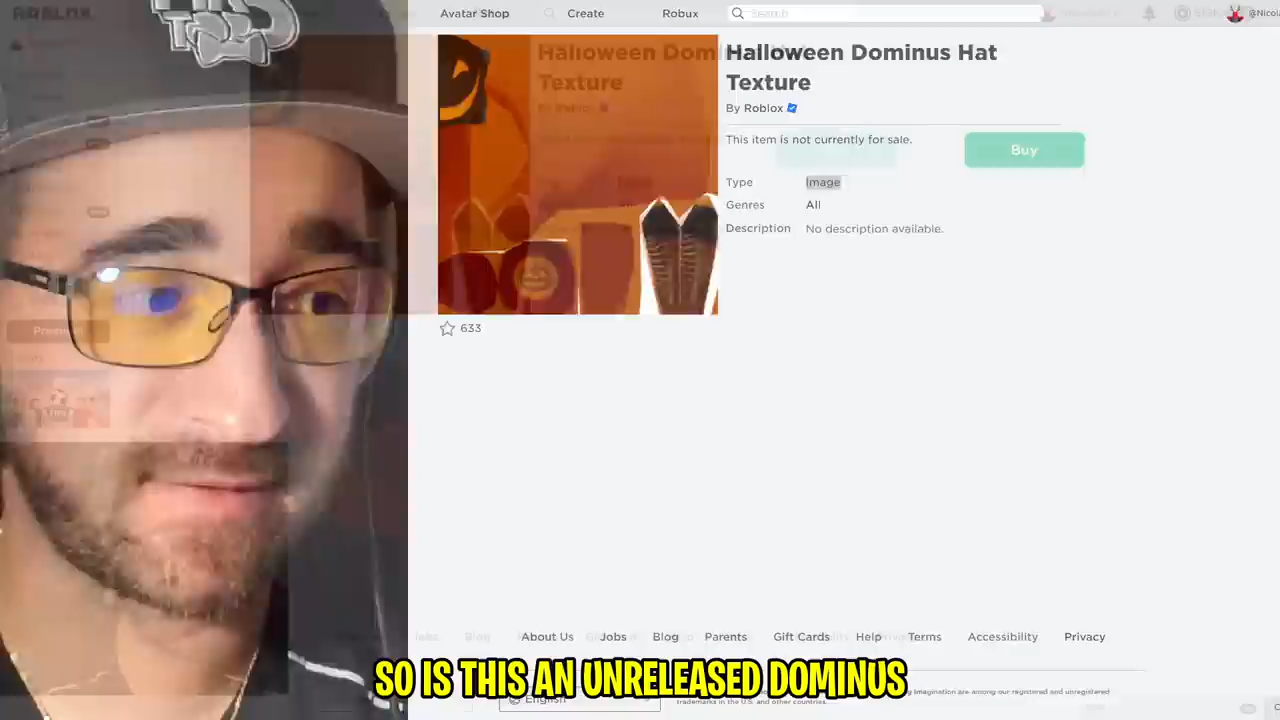 Avatar Shop
Create
Robux
Search
Halloween Dominus Hat
Texture
By Roblox
This item is not currently for sale.
Buy
Type
Image
Genres
All
Description
No description available.
633
About Us
Jobs
Blog
Parents
Gift Cards
Help
Terms
Accessibility
Privacy
SO IS THIS AN UNRELEASED DOMINUS
English